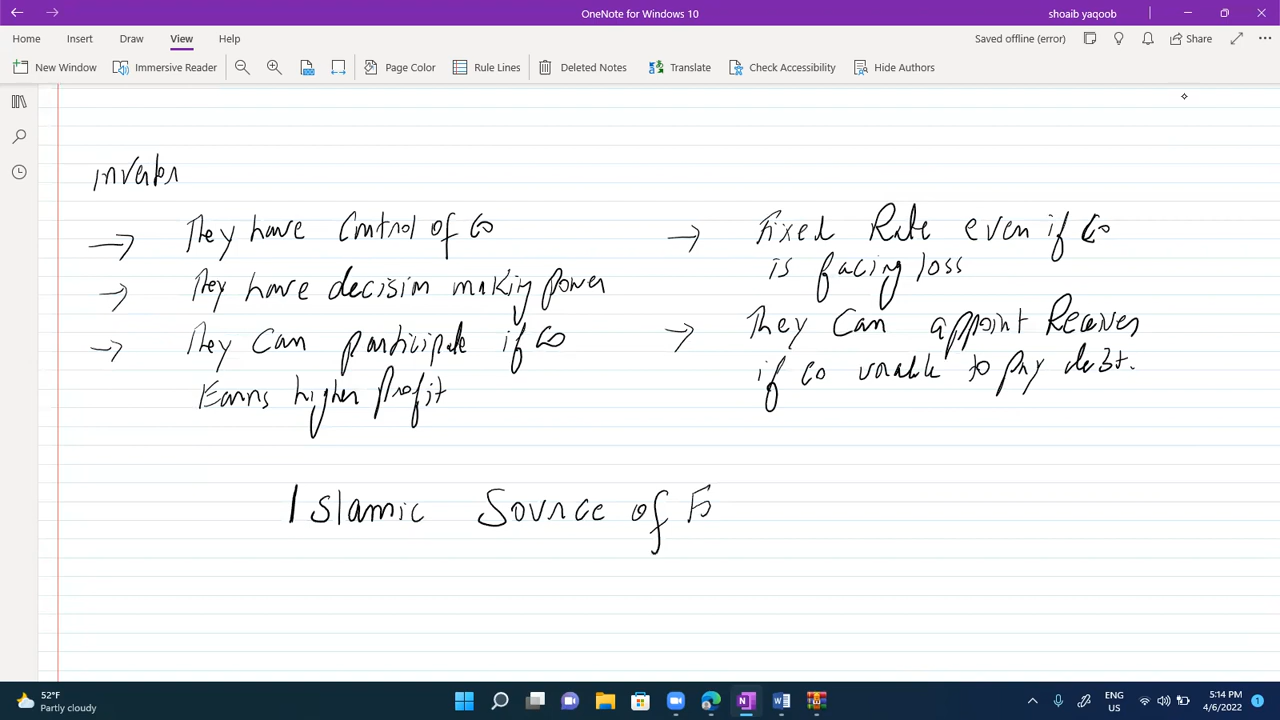 OneNote for Windows 10
shoaib yaqoob
Home Insert Draw View Help
Saved offline (error) Share
New Window Immersive Reader Page Color Rule Lines Deleted Notes Translate Check Accessibility Hide Authors
They have Control of Co
They have decision making power
They Can participate if Co
Earns higher Profit
Fixed Rate even if Co
is facing loss
They Can appoint
if Co unable to pay debt.
Islamic Source of
52°F
Partly cloudy
ENG
US
5:14 PM
4/6/2022
1